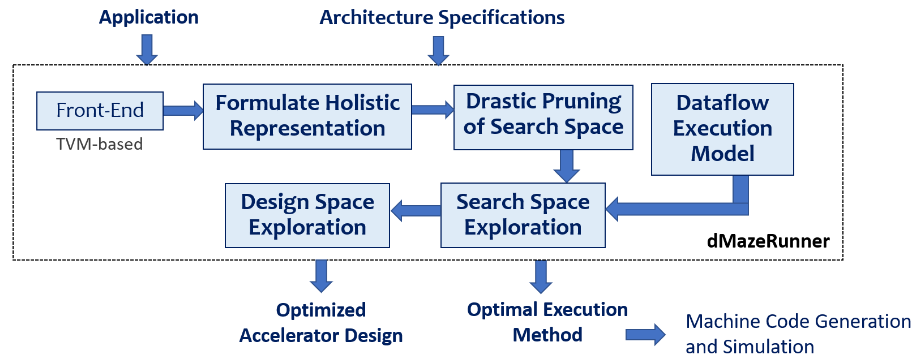 Application
Architecture Specifications
Front-End
TVM-based
Formulate Holistic
Representation
Drastic Pruning
of Search Space
Dataflow
Execution
Model
Design Space
Exploration
Search Space
Exploration
dMazeRunner
Optimized
Accelerator Design
Optimal Execution
Method
Machine Code Generation
and Simulation